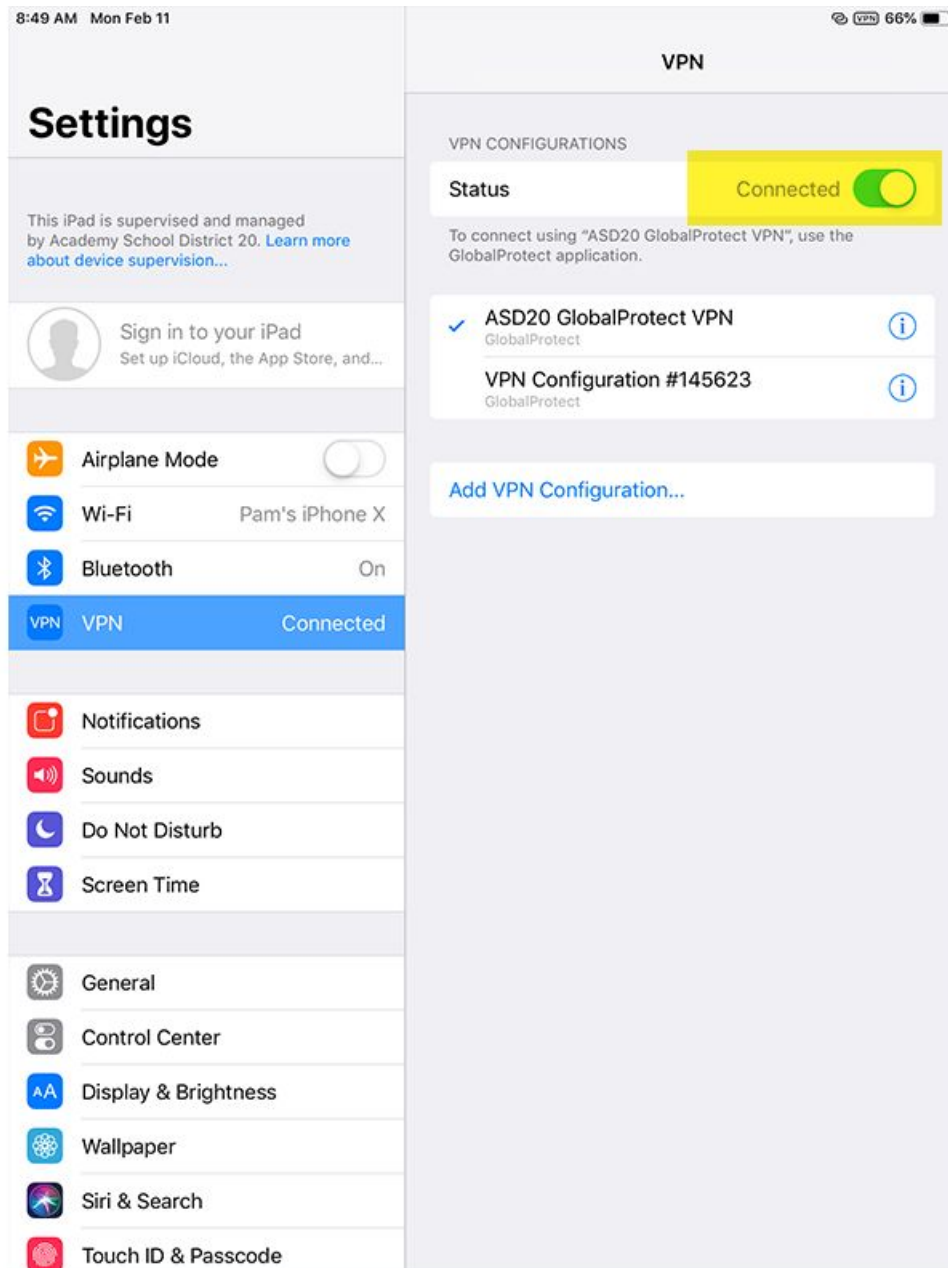 8:49 AM Mon Feb 11
VPN 66%
Settings
This iPad is supervised and managed
by Academy School District 20. Learn more
about device supervision...
Sign in to your iPad
Set up iCloud, the App Store, and...
Airplane Mode
Wi-Fi Pam's iPhone X
Bluetooth On
VPN VPN Connected
Notifications
Sounds
Do Not Disturb
Screen Time
General
Control Center
AA Display & Brightness
Wallpaper
Siri & Search
Touch ID & Passcode
VPN
VPN CONFIGURATIONS
Status Connected
To connect using “ASD20 GlobalProtect VPN”, use the
GlobalProtect application.
ASD20 GlobalProtect VPN
GlobalProtect
VPN Configuration #145623
GlobalProtect
Add VPN Configuration...